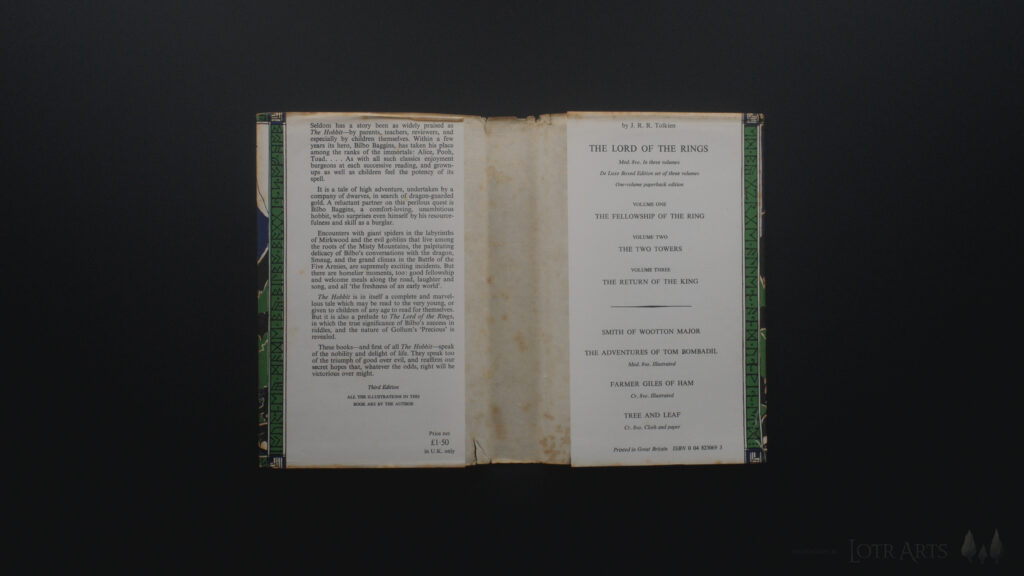 Seldom has a story been as widely praised as
The Hobbit—by parents, teachers, reviewers, and
especially by children themselves. Within a few
years its hero, Bilbo Baggins, has taken his place
among the ranks of the immortals: Alice, Pooh,
Toad. . . . As with all such classics enjoyment
burgeons at each successive reading, and grown-
ups as well as children feel the potency of its
spell.
It is a tale of high adventure, undertaken by a
company of dwarves, in search of dragon-guarded
gold. A reluctant partner on this perilous quest is
Bilbo Baggins, a comfort-loving, unambitious
hobbit, who surprises even himself by his resource-
fulness and skill as a burglar.
Encounters with giant spiders in the labyrinths
of Mirkwood and the evil goblins that live among
the roots of the Misty Mountains, the palpitating
delicacy of Bilbo's conversations with the dragon,
Smaug, and the grand climax in the Battle of the
Five Armies, are supremely exciting incidents. But
there are homelier moments, too: good fellowship
and welcome meals along the road, laughter and
song, and all 'the freshness of an early world'.
The Hobbit is in itself a complete and marvel-
lous tale which may be read to the very young, or
given to children of any age to read for themselves.
But it is also a prelude to The Lord of the Rings,
in which the true significance of Bilbo's success in
riddles, and the nature of Gollum's 'Precious' is
revealed.
These books—and first of all The Hobbit—speak
of the nobility and delight of life. They speak too
of the triumph of good over evil, and reaffirm our
secret hopes that, whatever the odds, right will be
victorious over might.
Third Edition
ALL THE ILLUSTRATIONS IN THIS
BOOK ARE BY THE AUTHOR
Price net
£1·50
in U.K. only
by J. R. R. Tolkien
THE LORD OF THE RINGS
Med. 8vo. In three volumes
De Luxe Boxed Edition set of three volumes
One-volume paperback edition
VOLUME ONE
THE FELLOWSHIP OF THE RING
VOLUME TWO
THE TWO TOWERS
VOLUME THREE
THE RETURN OF THE KING
SMITH OF WOOTTON MAJOR
THE ADVENTURES OF TOM BOMBADIL
Med. 8vo. Illustrated
FARMER GILES OF HAM
Cr. 8vo. Illustrated
TREE AND LEAF
Cr. 8vo. Cloth and paper
Printed in Great Britain ISBN 0 04 823069 3
LOTR ARTS